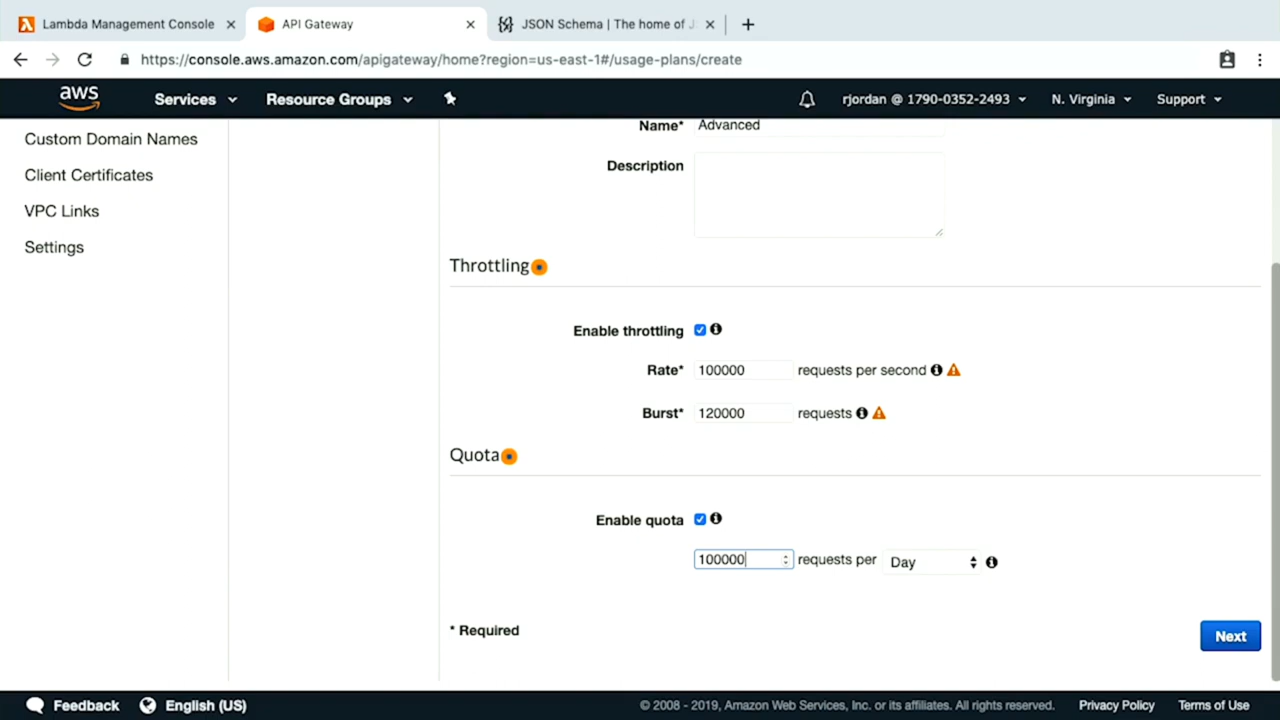 Lambda Management Console
API Gateway
JSON Schema | The home of J
https://console.aws.amazon.com/apigateway/home?region=us-east-1#/usage-plans/create
aws
Services
Resource Groups
rjordan @ 1790-0352-2493
N. Virginia
Support
Custom Domain Names
Client Certificates
VPC Links
Settings
Name* Advanced
Description
Throttling
Enable throttling
Rate* 100000 requests per second
Burst* 120000 requests
Quota
Enable quota
100000 requests per Day
* Required
Next
Feedback
English (US)
© 2008 - 2019, Amazon Web Services, Inc. or its affiliates. All rights reserved.
Privacy Policy
Terms of Use